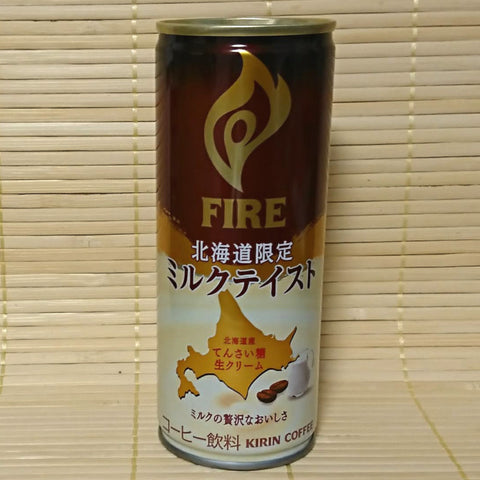 FIRE
北海道限定
ミルクテイスト
北海道産
てんさい糖
生クリーム
ミルクの贅沢なおいしさ
コーヒー飲料 KIRIN COFFEE